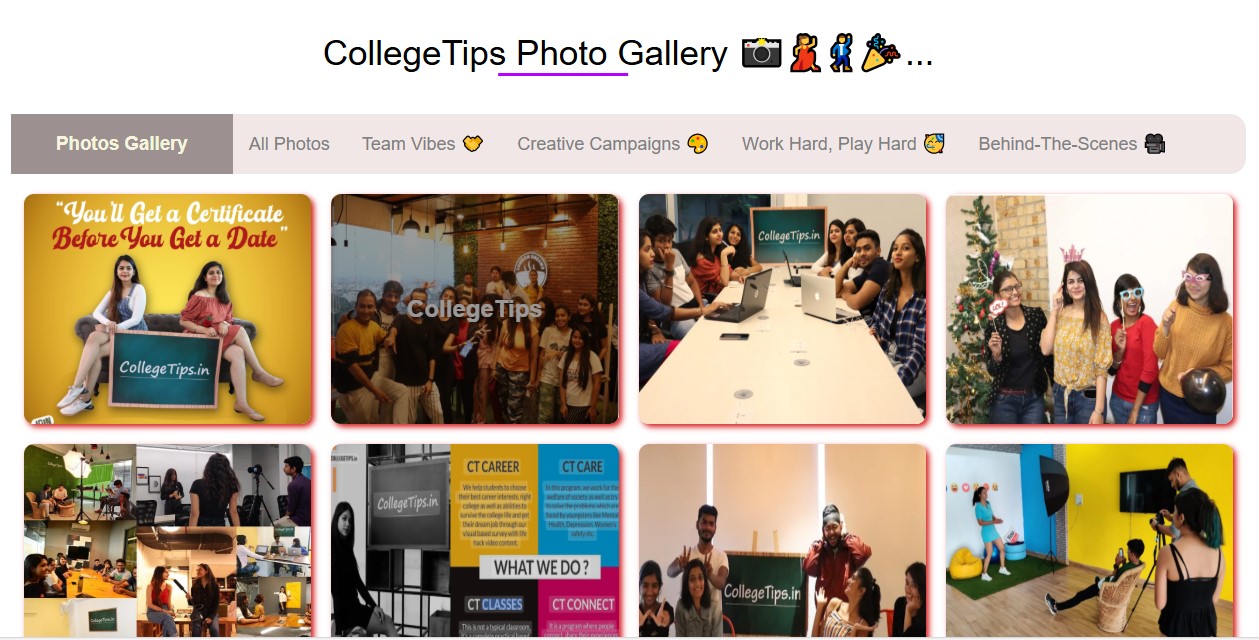 CollegeTips Photo Gallery 📷💃🕺🎉...
Photos Gallery
All Photos
Team Vibes 🤝
Creative Campaigns 🎨
Work Hard, Play Hard 🥳
Behind-The-Scenes 🎥
“You'll Get a Certificate
Before You Get a Date”
CollegeTips.in
CollegeTips
CollegeTips.in
CT CAREER
We help students to choose
their best career interests, right
college as well as abilities to
survive the college life and get
their dream job through our
visual based survey with life
hack video content.
CT CARE
In this program, we work for the
welfare of society as well as try
to solve the problems which are
faced by youngsters like Mental
Health, Depression, Women's
safety etc.
CollegeTips.in
WHAT WE DO ?
CT CLASSES
This is not a typical classroom,
CT CONNECT
It is a program where people
CollegeTips.in